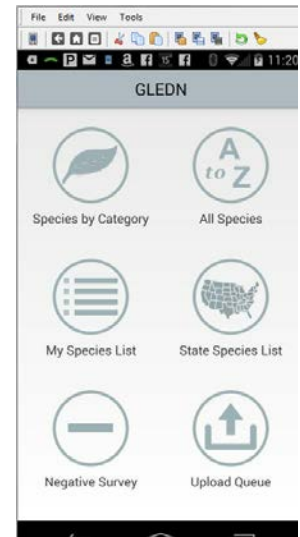 File Edit View Tools
15° 11:20
GLEDN
A to Z
Species by Category All Species
My Species List State Species List
Negative Survey Upload Queue